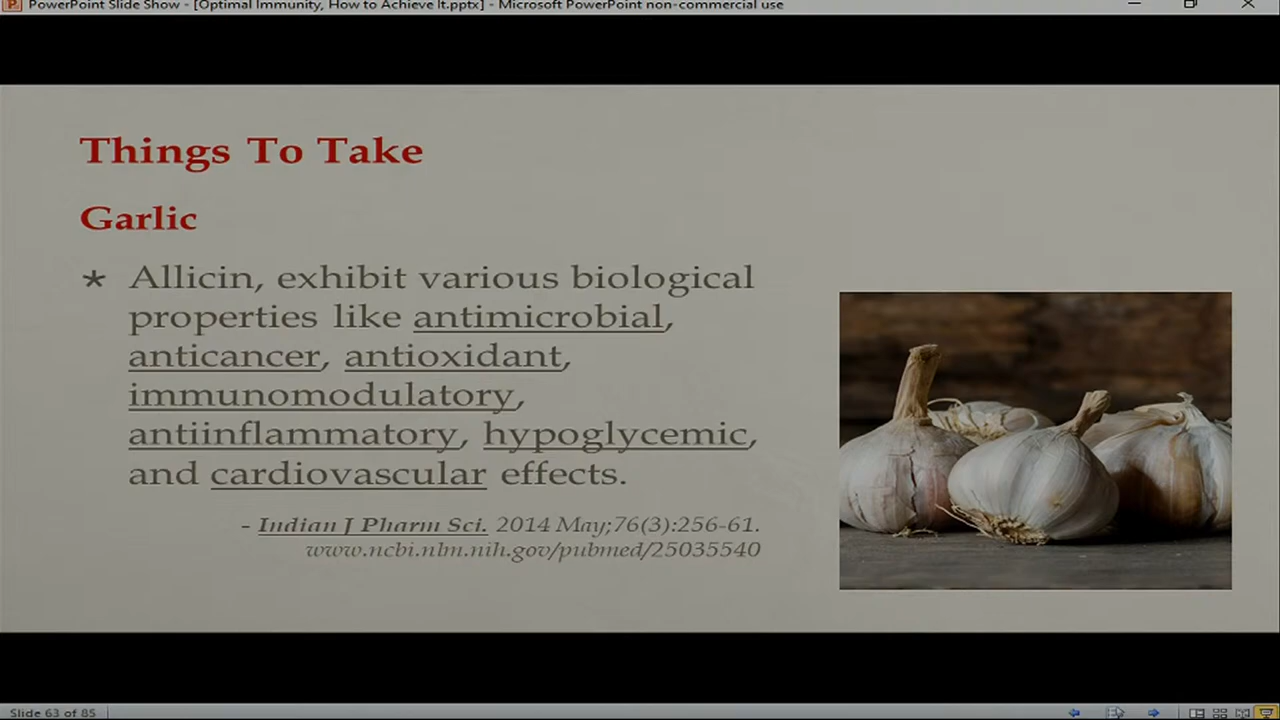 PowerPoint Slide Show - [Optimal Immunity, How to Achieve It.pptx] - Microsoft PowerPoint non-commercial use
Things To Take
Garlic
* Allicin, exhibit various biological
properties like antimicrobial,
anticancer, antioxidant,
immunomodulatory,
antiinflammatory, hypoglycemic,
and cardiovascular effects.
- Indian J Pharm Sci. 2014 May;76(3):256-61.
www.ncbi.nlm.nih.gov/pubmed/25035540
Slide 63 of 85